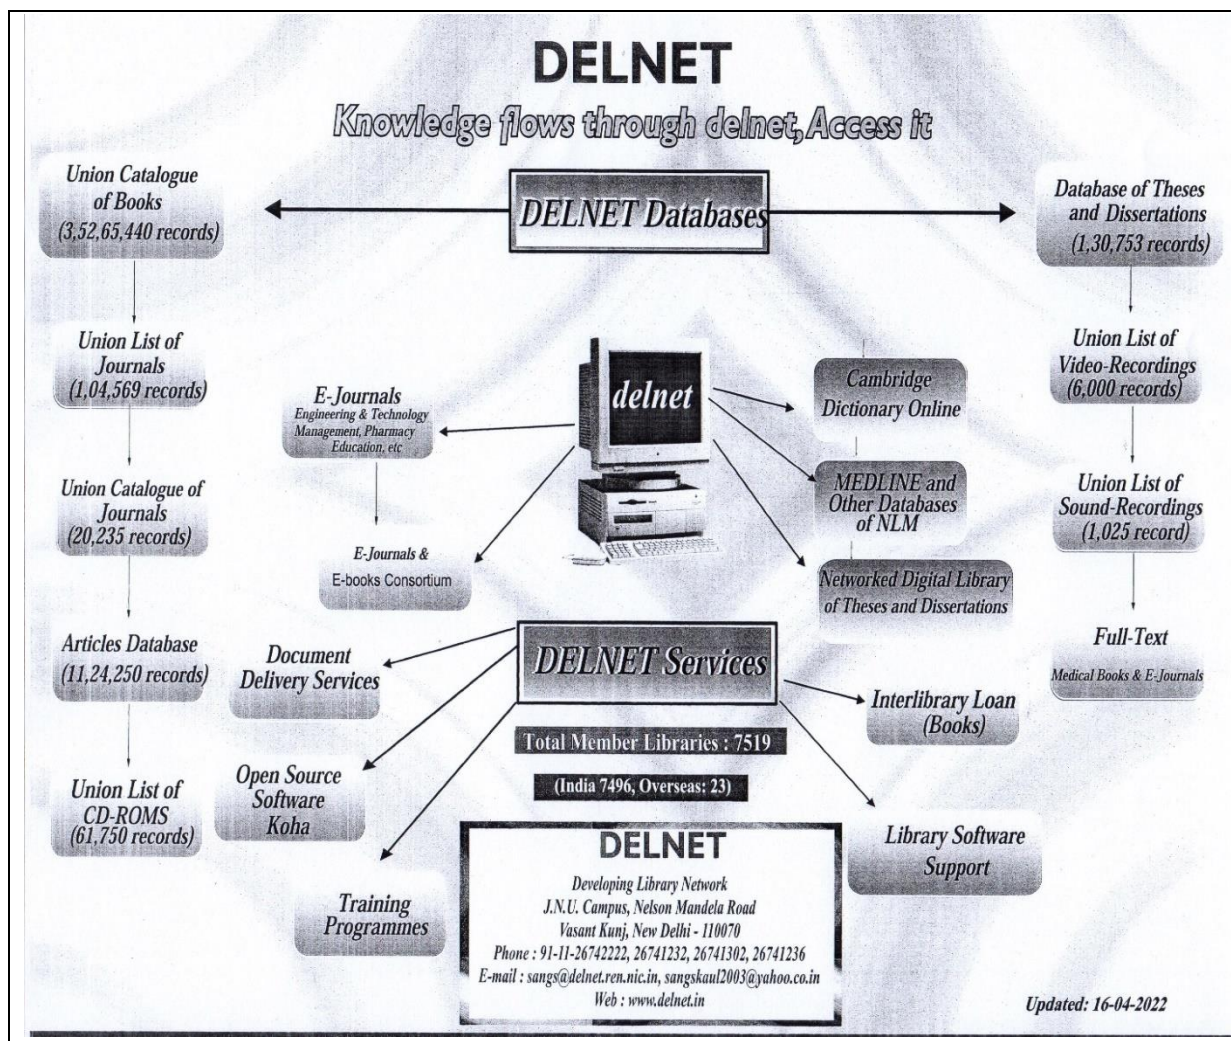 DELNET
Knowledge flows through delnet, Access it
DELNET Databases
Union Catalogue
of Books
(3,52,65,440 records)
Union List of
Journals
(1,04,569 records)
Union Catalogue of
Journals
(20,235 records)
Articles Database
(11,24,250 records)
Union List of
CD-ROMS
(61,750 records)
Database of Theses
and Dissertations
(1,30,753 records)
Union List of
Video-Recordings
(6,000 records)
Union List of
Sound-Recordings
(1,025 record)
Full-Text
Medical Books & E-Journals
E-Journals
Engineering & Technology
Management, Pharmacy
Education, etc
E-Journals &
E-books Consortium
delnet
Cambridge
Dictionary Online
MEDLINE and
Other Databases
of NLM
Networked Digital Library
of Theses and Dissertations
DELNET Services
Document
Delivery Services
Open Source
Software
Koha
Training
Programmes
Interlibrary Loan
(Books)
Library Software
Support
Total Member Libraries : 7519
(India 7496, Overseas: 23)
DELNET
Developing Library Network
J.N.U. Campus, Nelson Mandela Road
Vasant Kunj, New Delhi - 110070
Phone : 91-11-26742222, 26741232, 26741302, 26741236
E-mail : sangs@delnet.ren.nic.in, sangskaul2003@yahoo.co.in
Web : www.delnet.in
Updated: 16-04-2022